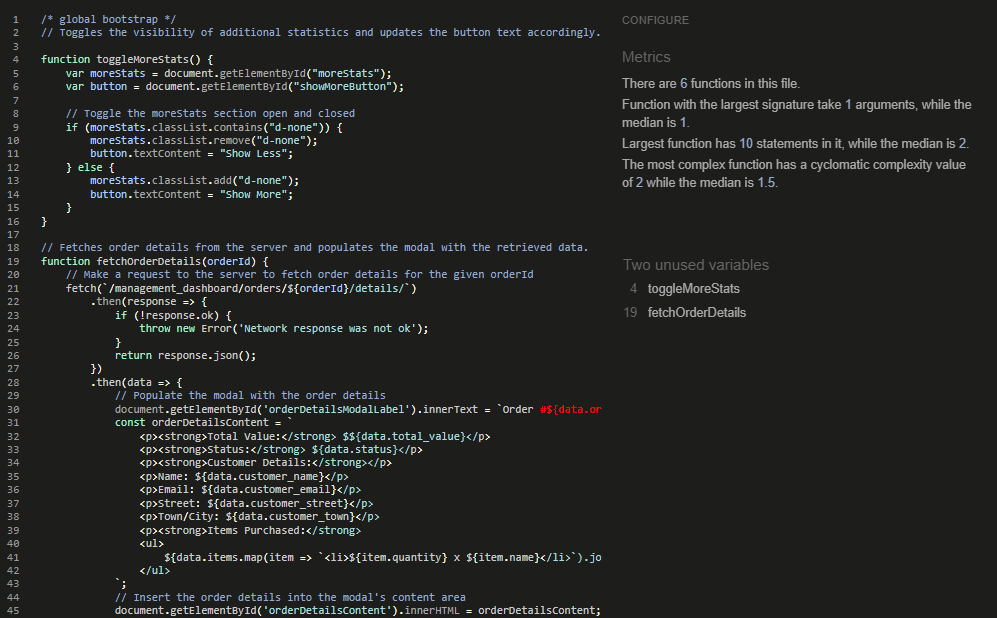 1 /* global bootstrap */
2 // Toggles the visibility of additional statistics and updates the button text accordingly.
3
4 function toggleMoreStats() {
5 var moreStats = document.getElementById("moreStats");
6 var button = document.getElementById("showMoreButton");
7
8 // Toggle the moreStats section open and closed
9 if (moreStats.classList.contains("d-none")) {
10 moreStats.classList.remove("d-none");
11 button.textContent = "Show Less";
12 } else {
13 moreStats.classList.add("d-none");
14 button.textContent = "Show More";
15 }
16 }
17
18 // Fetches order details from the server and populates the modal with the retrieved data.
19 function fetchOrderDetails(orderId) {
20 // Make a request to the server to fetch order details for the given orderId
21 fetch(`/management_dashboard/orders/${orderId}/details/`)
22 .then(response => {
23 if (!response.ok) {
24 throw new Error('Network response was not ok');
25 }
26 return response.json();
27 })
28 .then(data => {
29 // Populate the modal with the order details
30 document.getElementById('orderDetailsModalLabel').innerText = `Order #${data.or
31 const orderDetailsContent = `
32 <p><strong>Total Value:</strong> $${data.total_value}</p>
33 <p><strong>Status:</strong> ${data.status}</p>
34 <p><strong>Customer Details:</strong></p>
35 <p>Name: ${data.customer_name}</p>
36 <p>Email: ${data.customer_email}</p>
37 <p>Street: ${data.customer_street}</p>
38 <p>Town/City: ${data.customer_town}</p>
39 <p><strong>Items Purchased:</strong>
40 <ul>
41 ${data.items.map(item => `<li>${item.quantity} x ${item.name}</li>`).jo
42 </ul>
43 `;
44 // Insert the order details into the modal's content area
45 document.getElementById('orderDetailsContent').innerHTML = orderDetailsContent;
CONFIGURE
Metrics
There are 6 functions in this file.
Function with the largest signature take 1 arguments, while the
median is 1.
Largest function has 10 statements in it, while the median is 2.
The most complex function has a cyclomatic complexity value
of 2 while the median is 1.5.
Two unused variables
4 toggleMoreStats
19 fetchOrderDetails